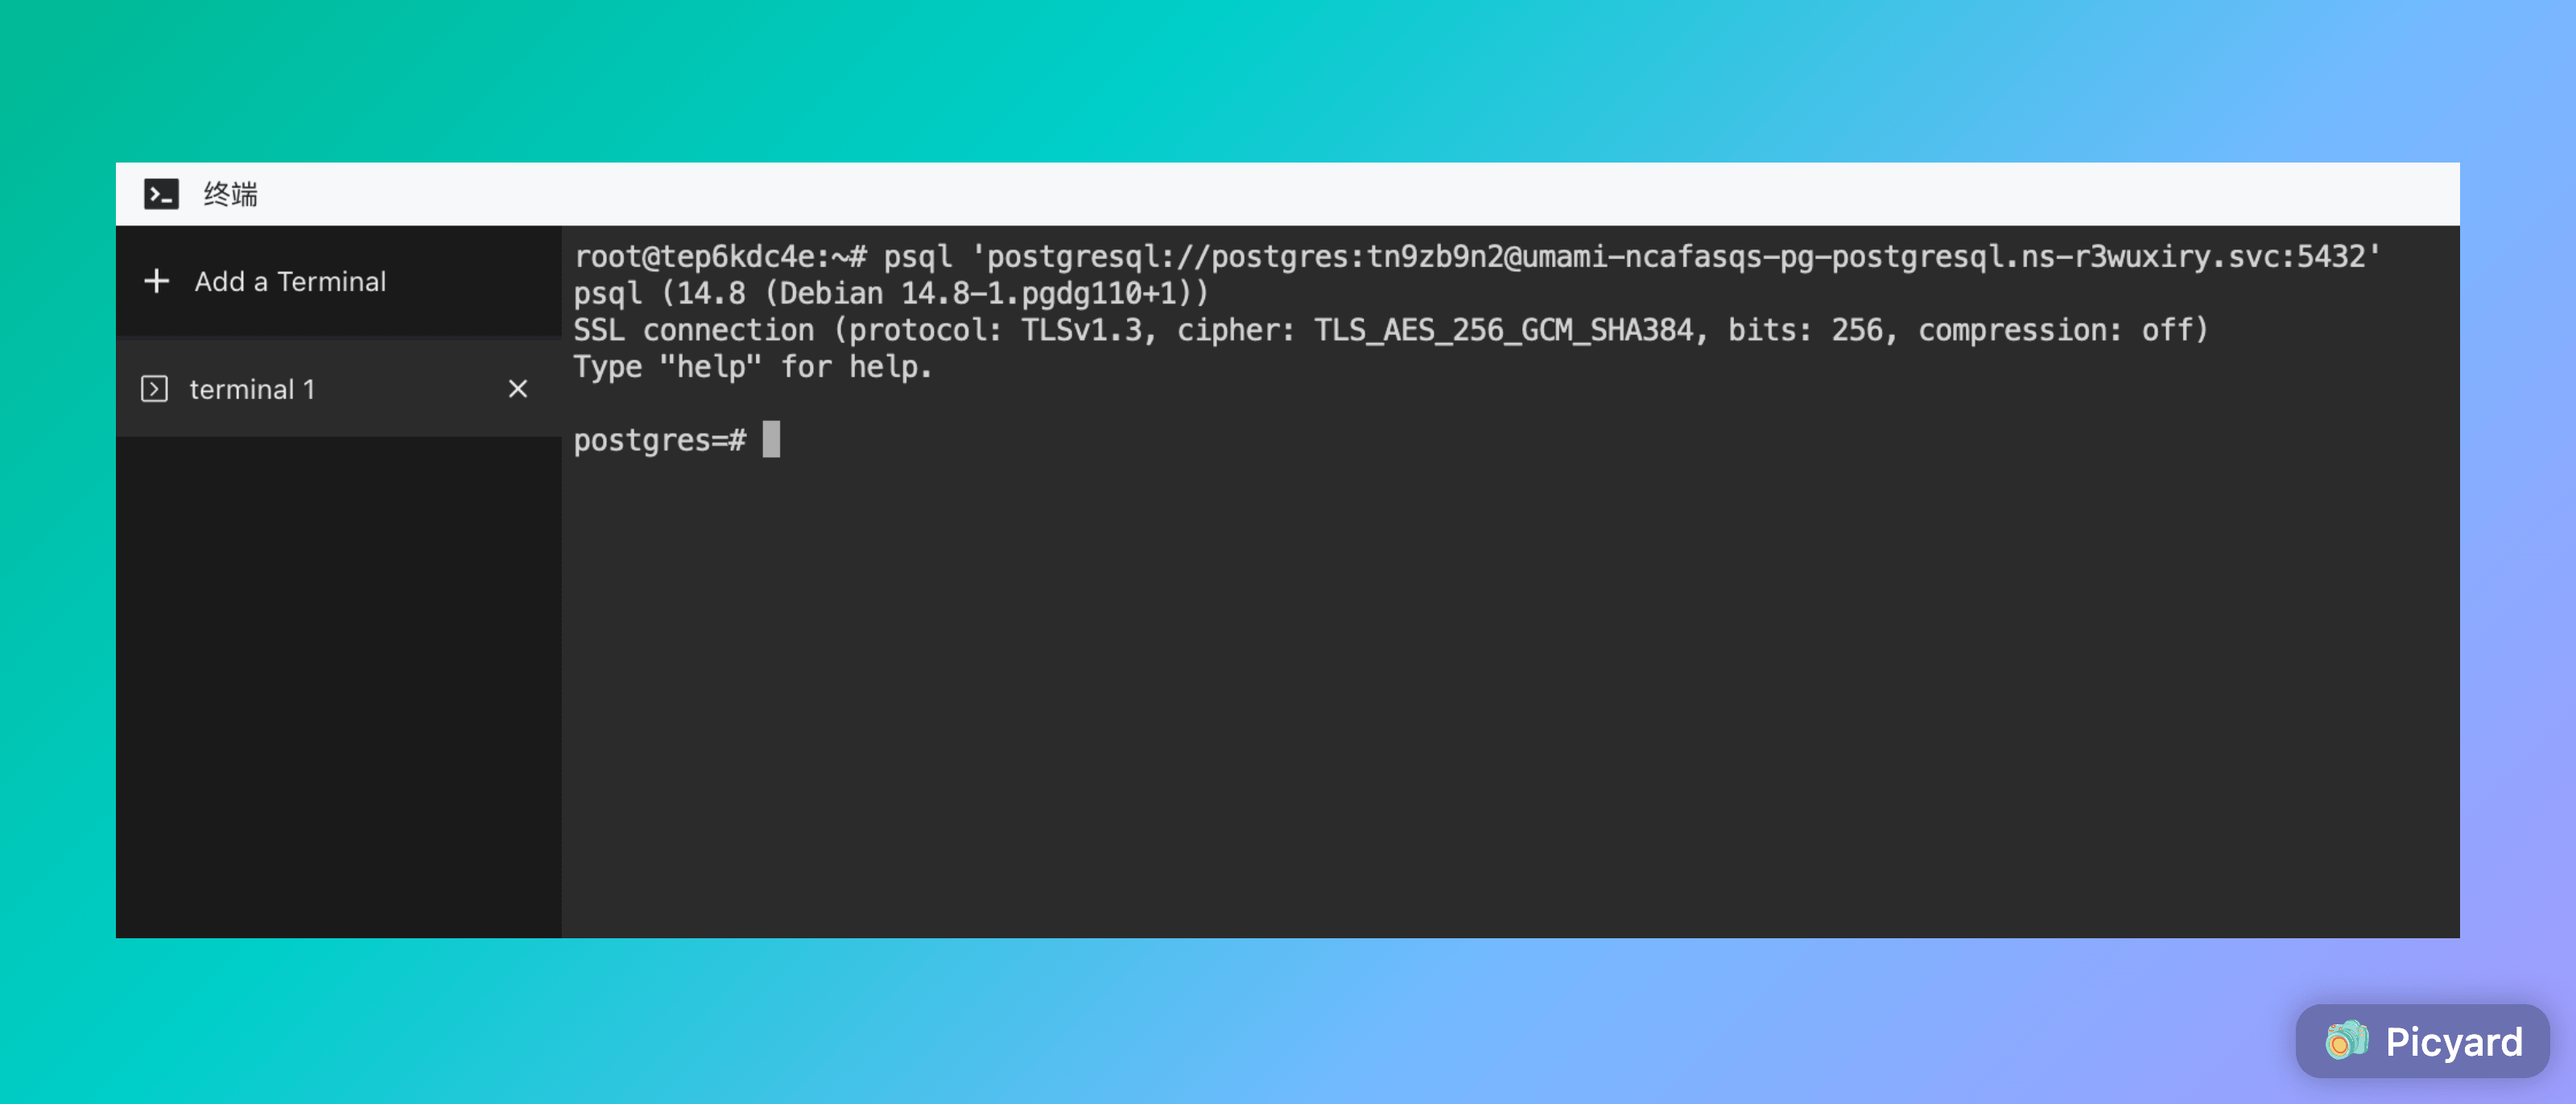 终端
Add a Terminal
terminal 1
root@tep6kdc4e:~# psql 'postgresql://postgres:tn9zb9n2@umami-ncafasqs-pg-postgresql.ns-r3wuxiry.svc:5432'
psql (14.8 (Debian 14.8-1.pgdg110+1))
SSL connection (protocol: TLSv1.3, cipher: TLS_AES_256_GCM_SHA384, bits: 256, compression: off)
Type "help" for help.
postgres=#
Picyard